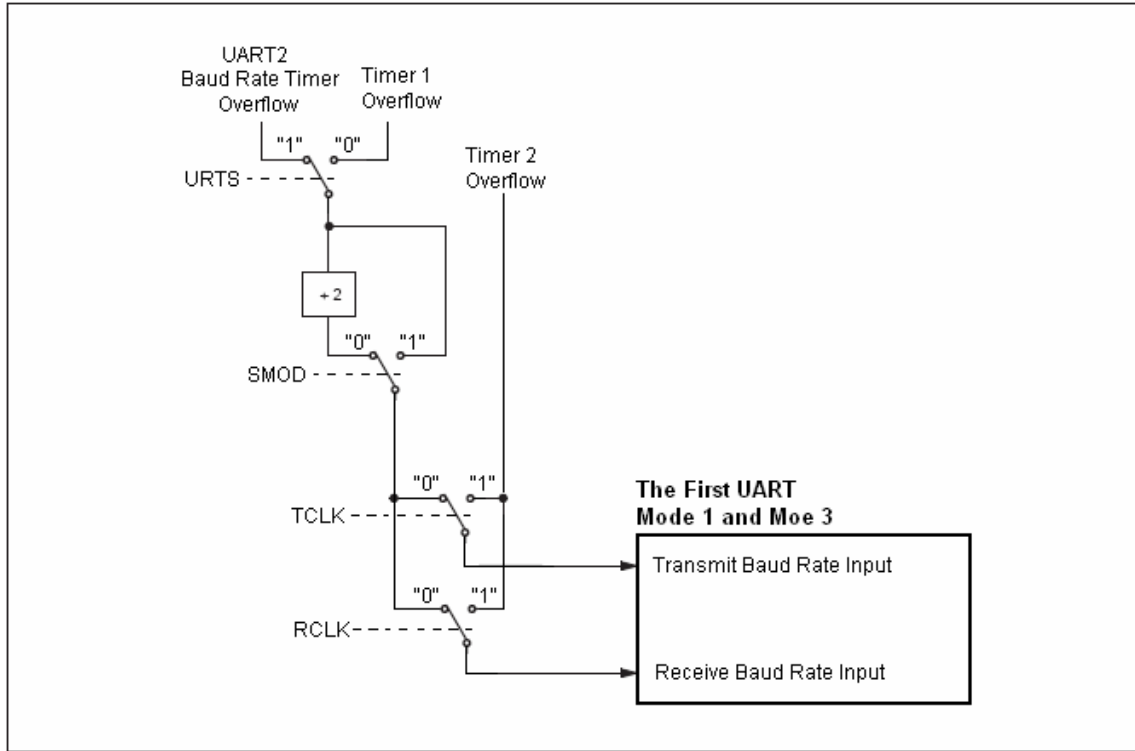 UART2
Baud Rate Timer
Overflow
Timer 1
Overflow
"1"
"0"
Timer 2
Overflow
URTS
+ 2
"0"
"1"
SMOD
"0"
"1"
TCLK
The First UART
Mode 1 and Moe 3
Transmit Baud Rate Input
"0"
"1"
RCLK
Receive Baud Rate Input